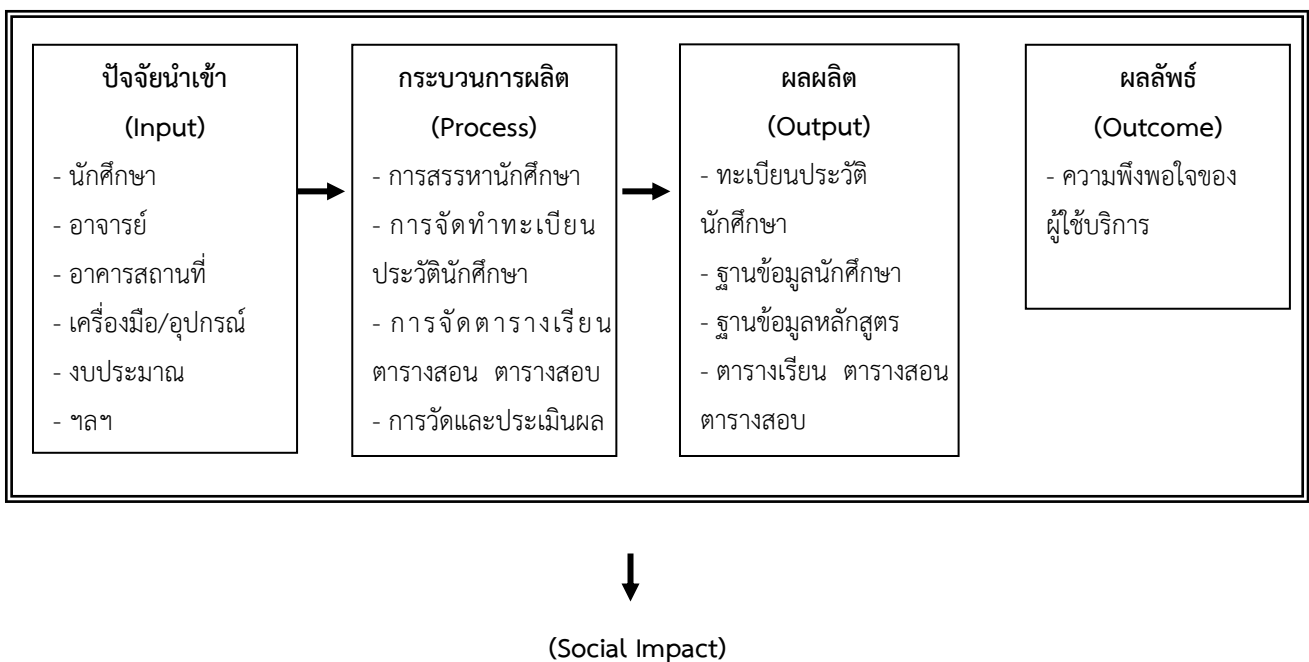 ปัจจัยนำเข้า
(Input)
- นักศึกษา
- อาจารย์
- อาคารสถานที่
- เครื่องมือ/อุปกรณ์
- งบประมาณ
- ฯลฯ
กระบวนการผลิต
(Process)
- การสรรหานักศึกษา
- การจัดทำทะเบียน
ประวัตินักศึกษา
- การจัดตารางเรียน
ตารางสอน ตารางสอบ
- การวัดและประเมินผล
ผลผลิต
(Output)
- ทะเบียนประวัติ
นักศึกษา
- ฐานข้อมูลนักศึกษา
- ฐานข้อมูลหลักสูตร
- ตารางเรียน ตารางสอน
ตารางสอบ
ผลลัพธ์
(Outcome)
- ความพึงพอใจของ
ผู้ใช้บริการ
(Social Impact)